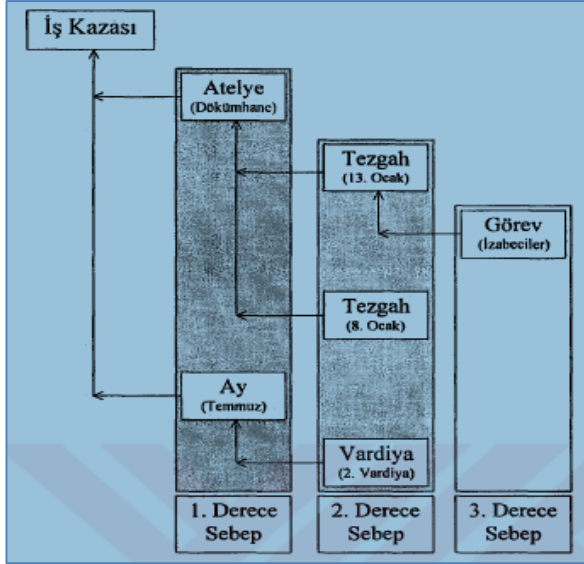 İş Kazası
Atelye
(Dökümhane)
Tezgah
(13. Ocak)
Görev
(İzabeciler)
Tezgah
(8. Ocak)
Ay
(Temmuz)
Vardiya
(2. Vardiya)
1. Derece
Sebep
2. Derece
Sebep
3. Derece
Sebep